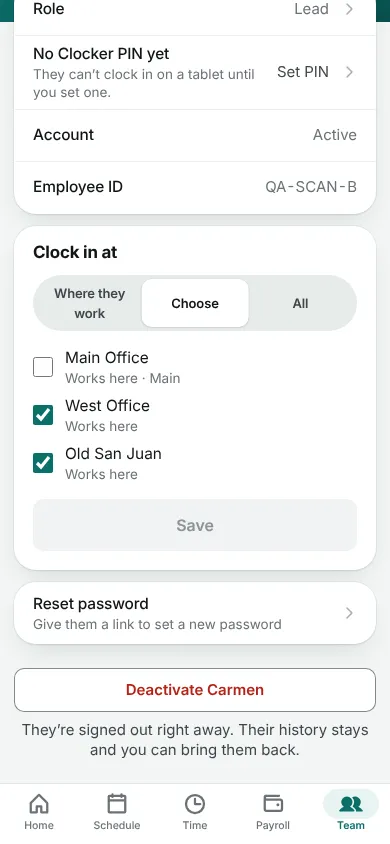 Role
Lead
No Clocker PIN yet
They can't clock in on a tablet until
you set one.
Set PIN
Account
Active
Employee ID
QA-SCAN-B
Clock in at
Where they
work
Choose
All
Main Office
Works here · Main
West Office
Works here
Old San Juan
Works here
Save
Reset password
Give them a link to set a new password
Deactivate Carmen
They’re signed out right away. Their history stays
and you can bring them back.
Home
Schedule
Time
Payroll
Team